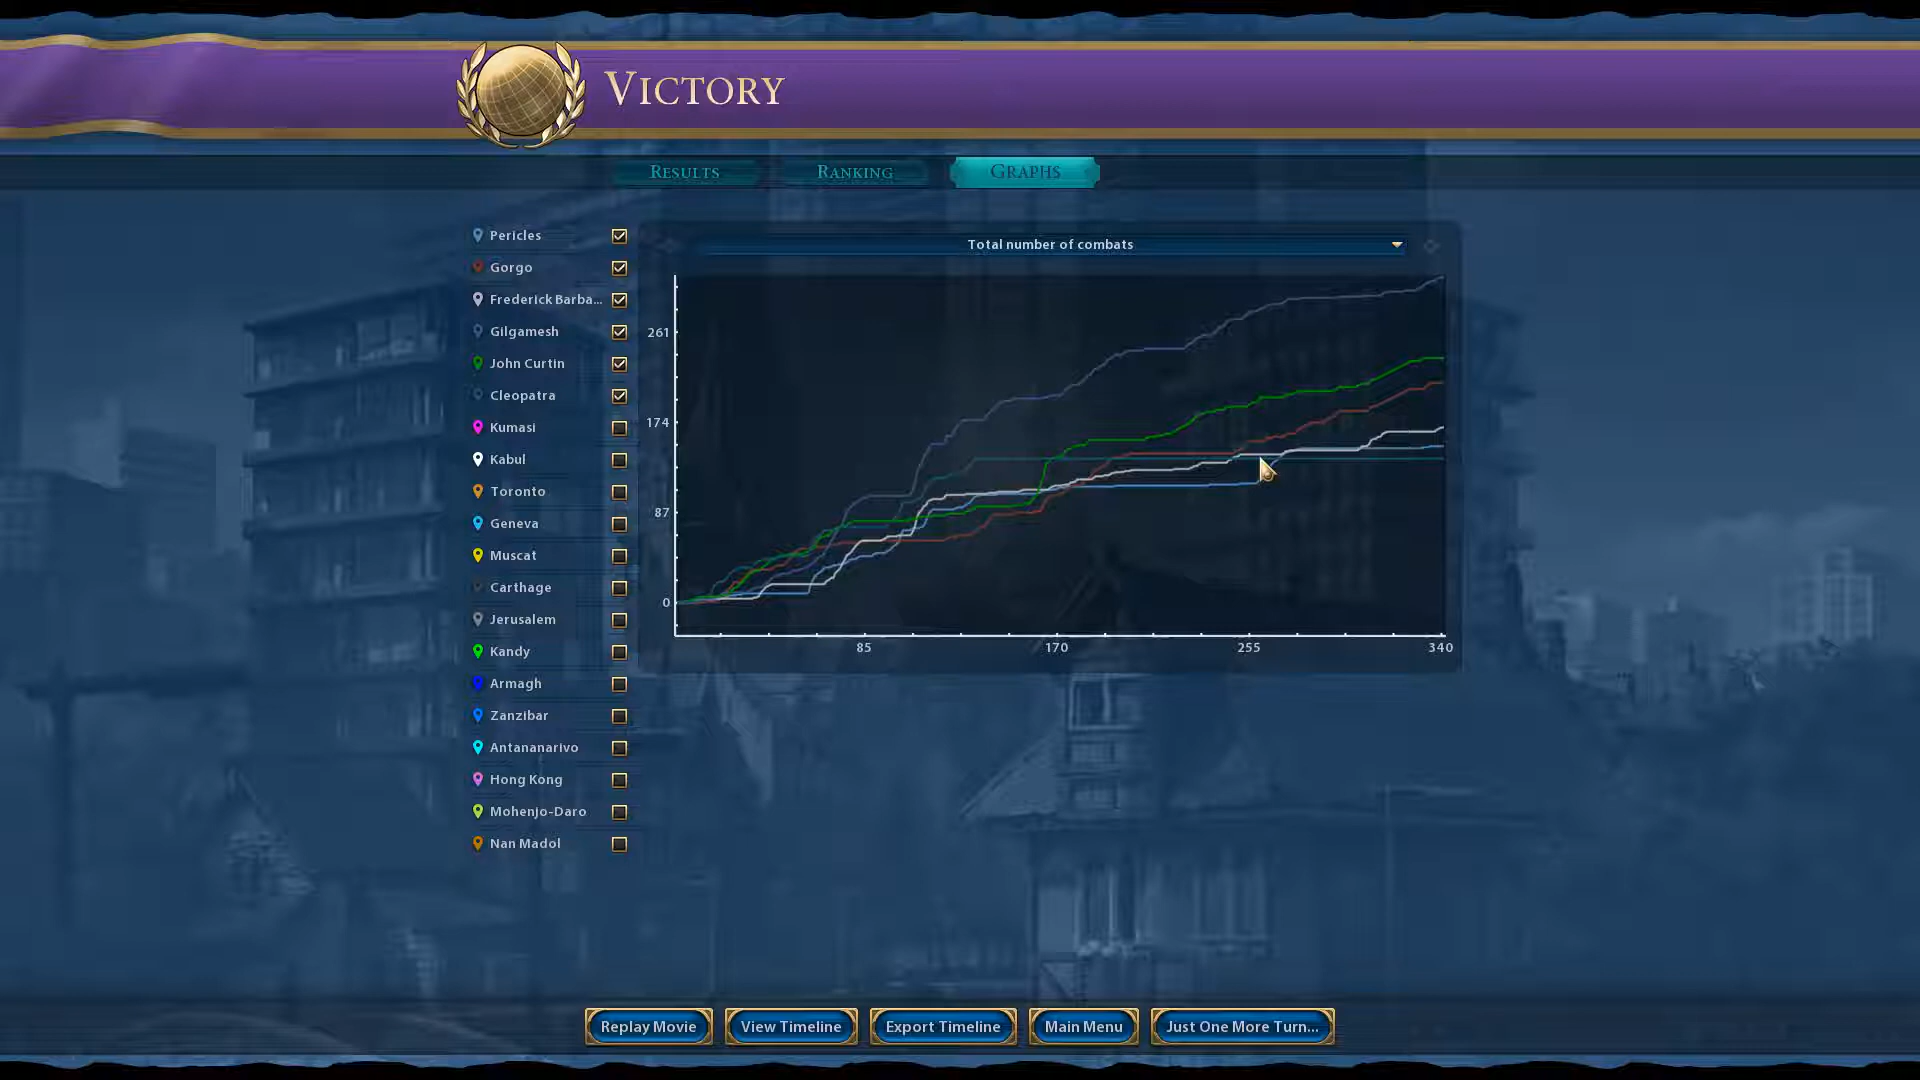 VICTORY
RESULTS
RANKING
GRAPHS
Pericles
Gorgo
Frederick Barba...
Gilgamesh
John Curtin
Cleopatra
Kumasi
Kabul
Toronto
Geneva
Muscat
Carthage
Jerusalem
Kandy
Armagh
Zanzibar
Antananarivo
Hong Kong
Mohenjo-Daro
Nan Madol
Total number of combats
261
174
87
0
85 170 255 340
Replay Movie
View Timeline
Export Timeline
Main Menu
Just One More Turn...